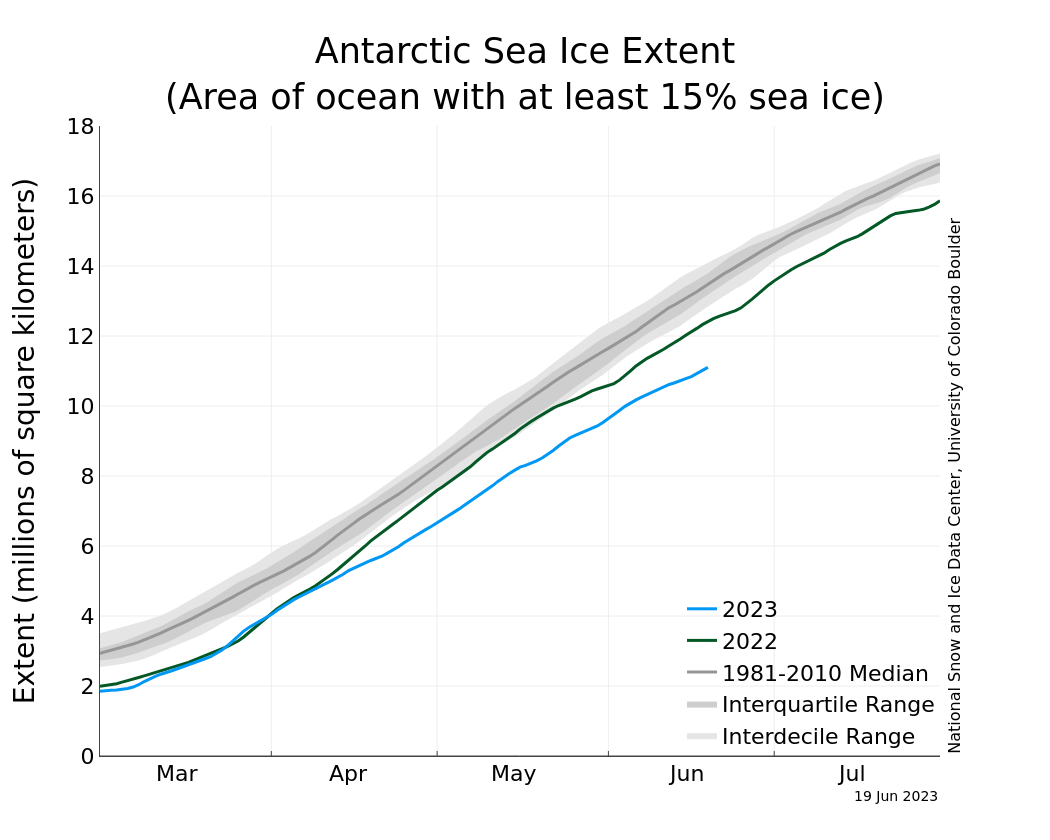 Antarctic Sea Ice Extent
(Area of ocean with at least 15% sea ice)
Extent (millions of square kilometers)
18
16
14
12
10
8
6
4
2
0
Mar
Apr
May
Jun
Jul
2023
2022
1981-2010 Median
Interquartile Range
Interdecile Range
National Snow and Ice Data Center, University of Colorado Boulder
19 Jun 2023